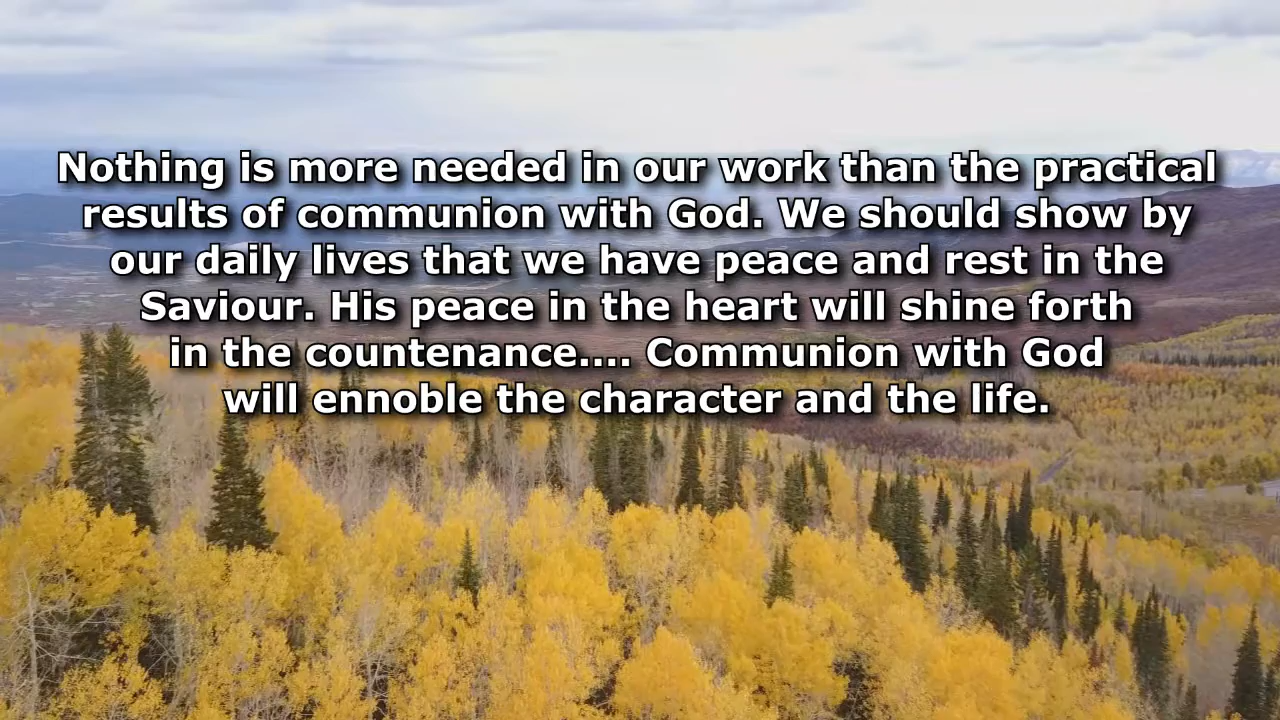 Nothing is more needed in our work than the practical
results of communion with God. We should show by
our daily lives that we have peace and rest in the
Saviour. His peace in the heart will shine forth
in the countenance.... Communion with God
will ennoble the character and the life.